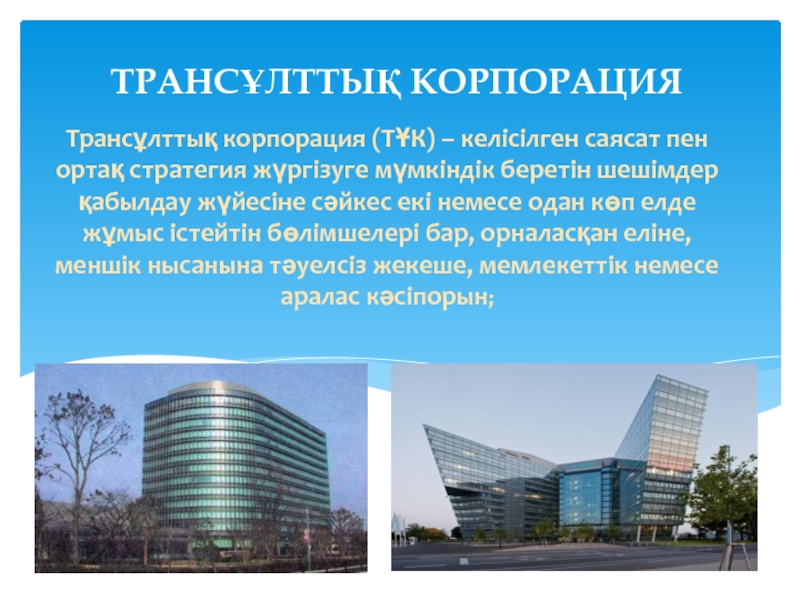 ТРАНСҰЛТТЫҚ КОРПОРАЦИЯ
Трансұлттық корпорация (ТҰК) – келісілген саясат пен
ортақ стратегия жүргізуге мүмкіндік беретін шешімдер
қабылдау жүйесіне сәйкес екі немесе одан көп елде
жұмыс істейтін бөлімшелері бар, орналасқан еліне,
меншік нысанына тәуелсіз жекеше, мемлекеттік немесе
аралас кәсіпорын;